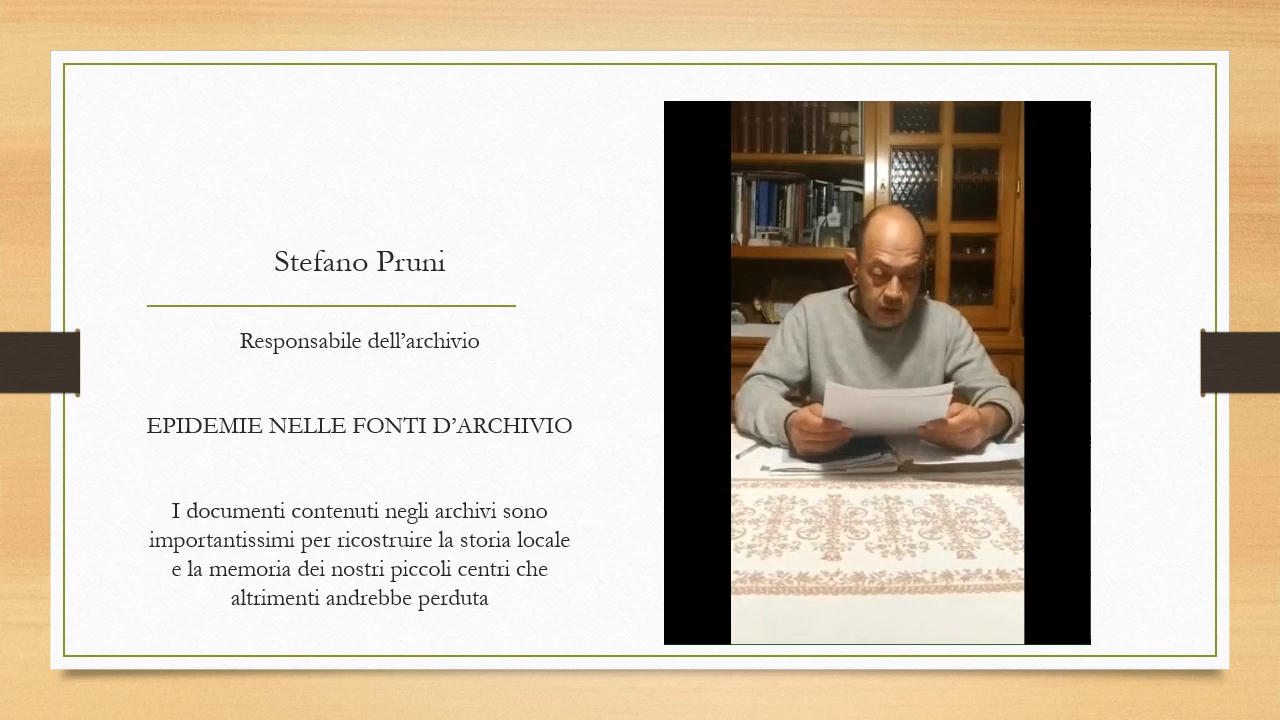 Stefano Pruni
Responsabile dell’archivio
EPIDEMIE NELLE FONTI D’ARCHIVIO
I documenti contenuti negli archivi sono
importantissimi per ricostruire la storia locale
e la memoria dei nostri piccoli centri che
altrimenti andrebbe perduta